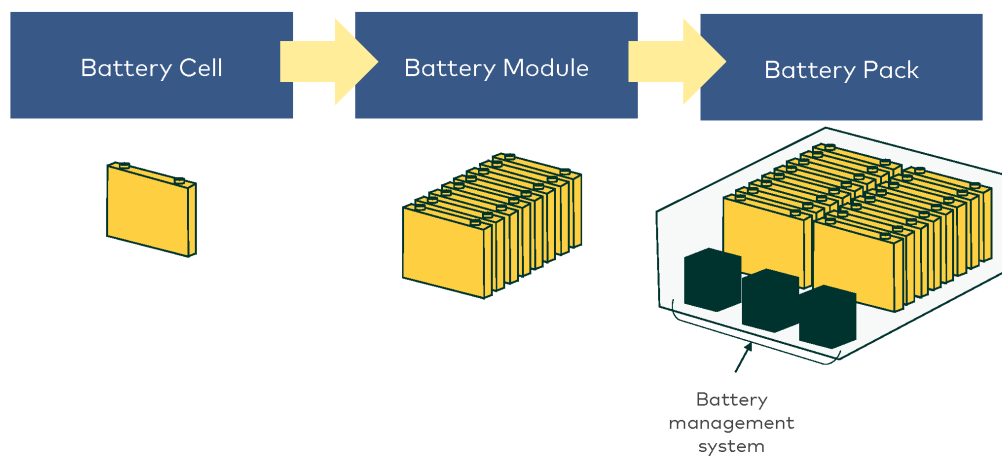 Battery Cell
Battery Module
Battery Pack
Battery
management
system